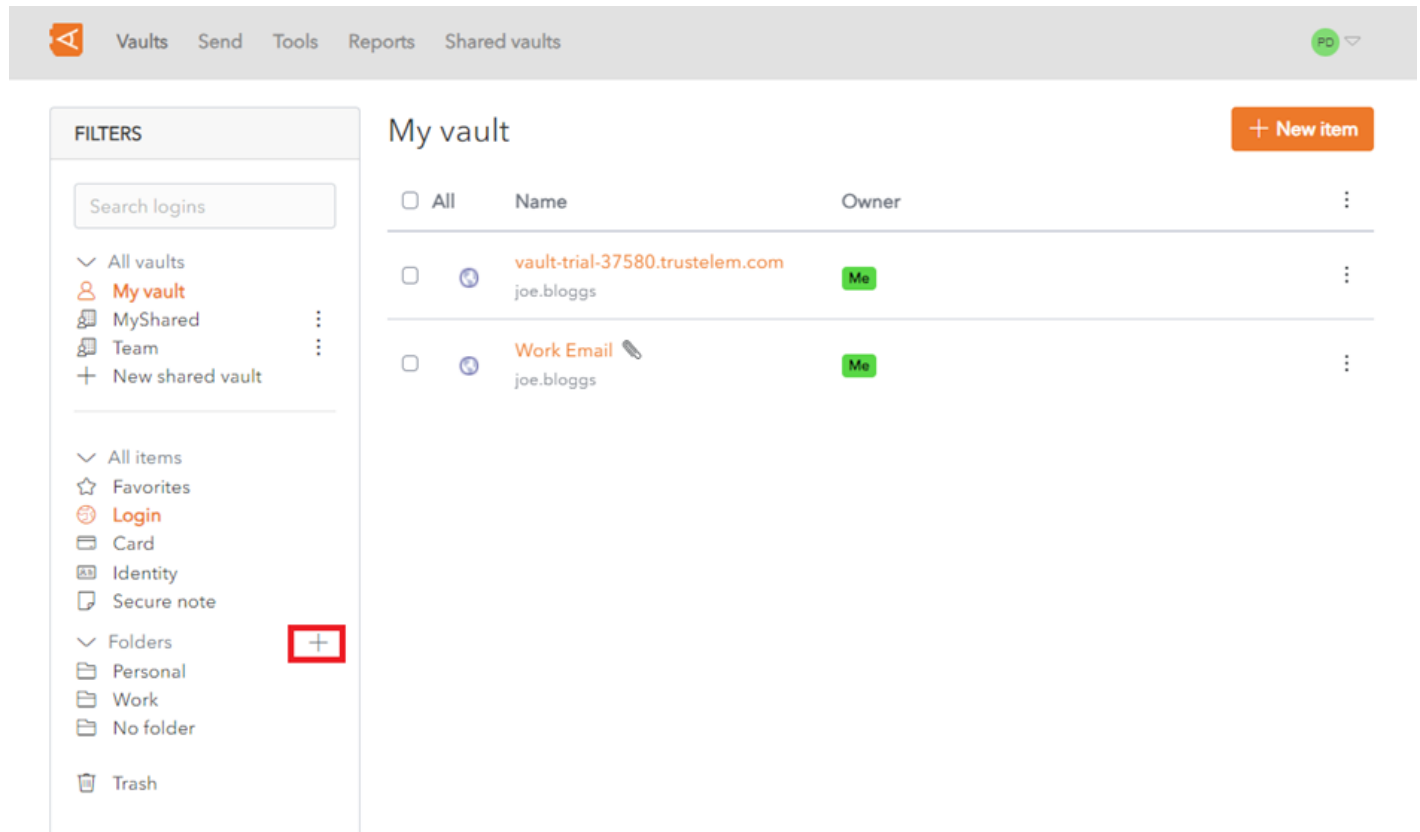 Vaults Send Tools Reports Shared vaults PD
FILTERS
Search logins
All vaults
My vault
MyShared
Team
New shared vault
All items
Favorites
Login
Card
Identity
Secure note
Folders
Personal
Work
No folder
Trash
My vault
New item
All Name Owner
vault-trial-37580.trustelem.com
joe.bloggs
Me
Work Email
joe.bloggs
Me